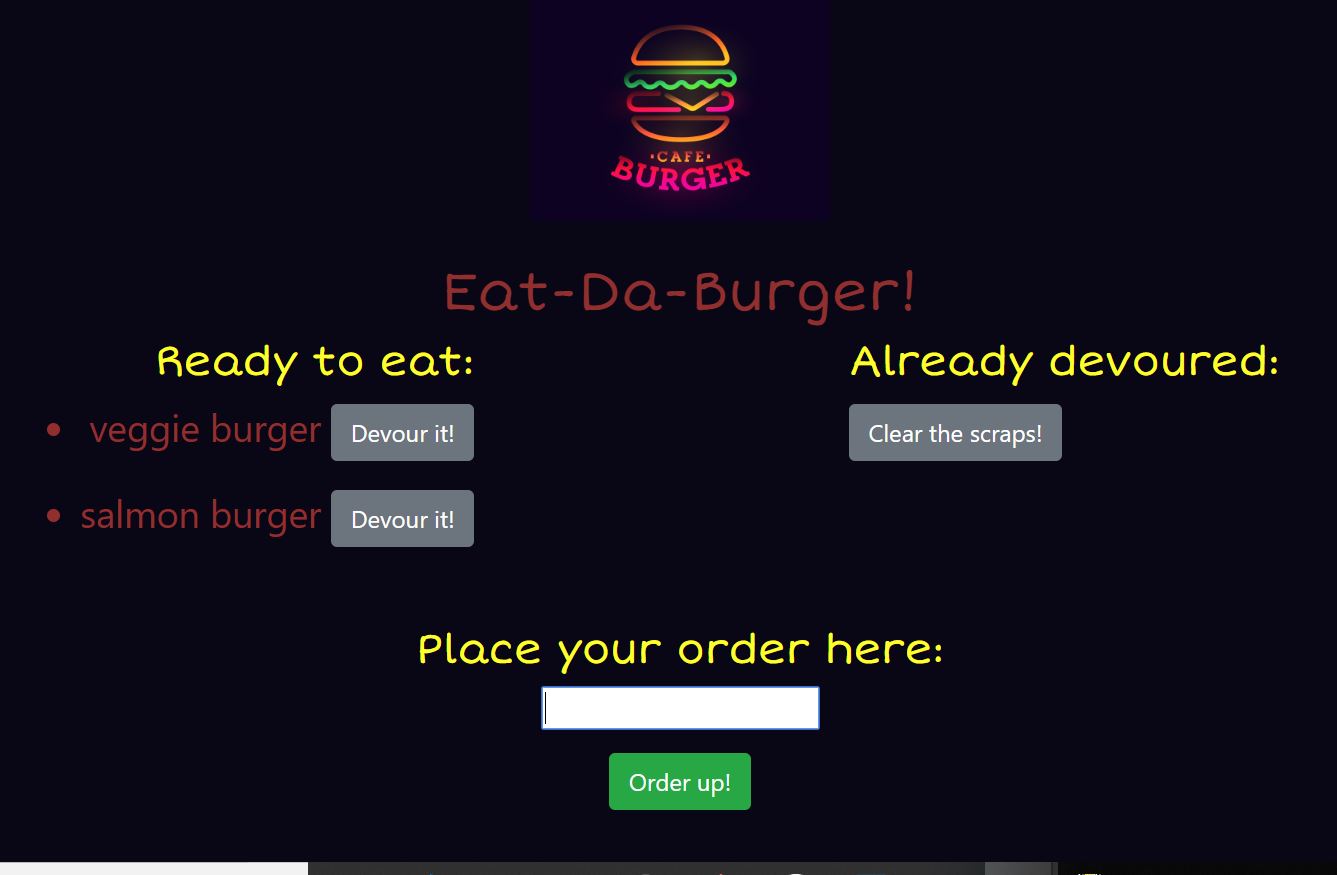 ·CAFE·
BURGER
Eat-Da-Burger!
Ready to eat:
• veggie burger Devour it!
• salmon burger Devour it!
Already devoured:
Clear the scraps!
Place your order here:
Order up!